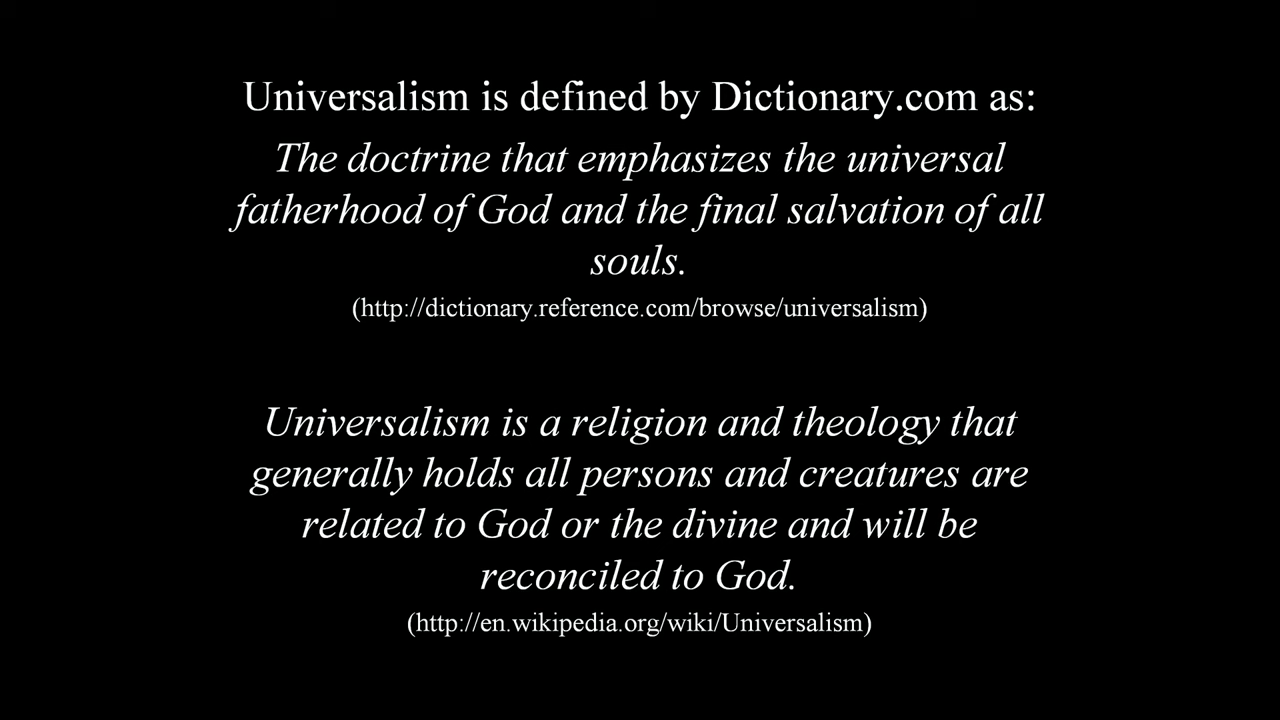 Universalism is defined by Dictionary.com as:
The doctrine that emphasizes the universal
fatherhood of God and the final salvation of all
souls.
(http://dictionary.reference.com/browse/universalism)
Universalism is a religion and theology that
generally holds all persons and creatures are
related to God or the divine and will be
reconciled to God.
(http://en.wikipedia.org/wiki/Universalism)